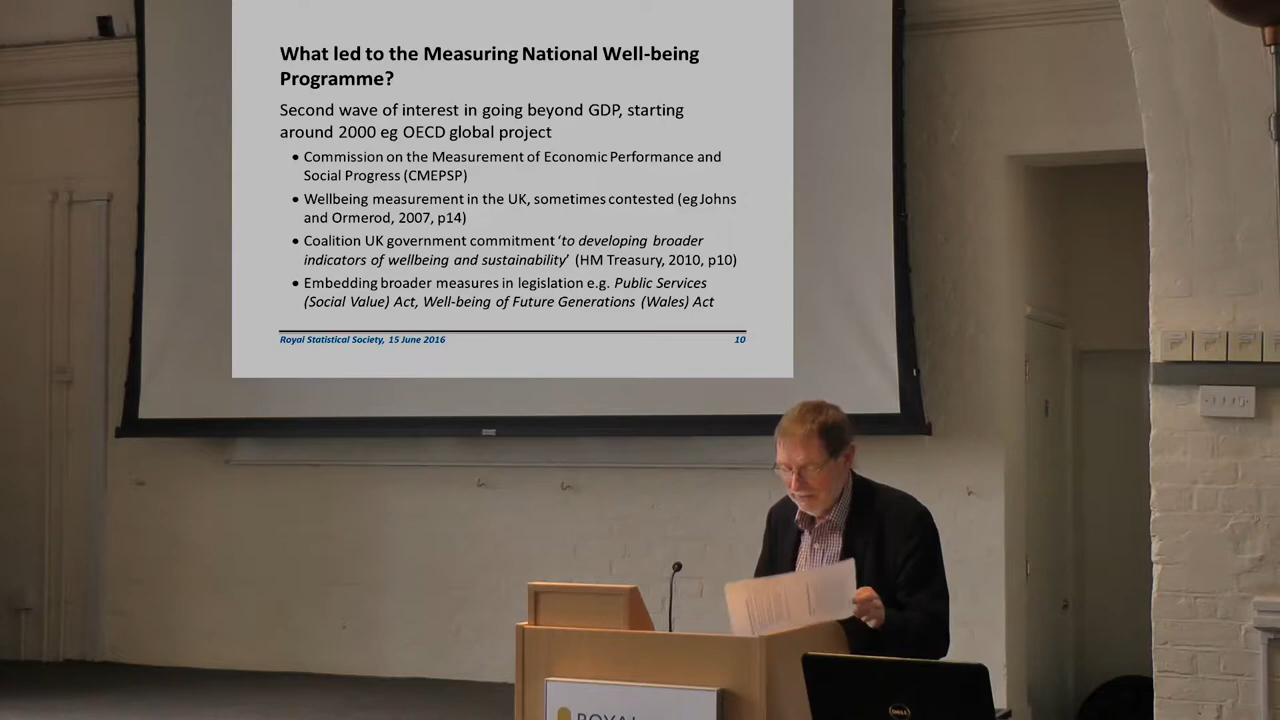 What led to the Measuring National Well-being
Programme?
Second wave of interest in going beyond GDP, starting
around 2000 eg OECD global project
• Commission on the Measurement of Economic Performance and
Social Progress (CMEPSP)
• Wellbeing measurement in the UK, sometimes contested (eg Johns
and Ormerod, 2007, p14)
• Coalition UK government commitment ‘to developing broader
indicators of wellbeing and sustainability’ (HM Treasury, 2010, p10)
• Embedding broader measures in legislation e.g. Public Services
(Social Value) Act, Well-being of Future Generations (Wales) Act
Royal Statistical Society, 15 June 2016 10
ROYAL
DELL